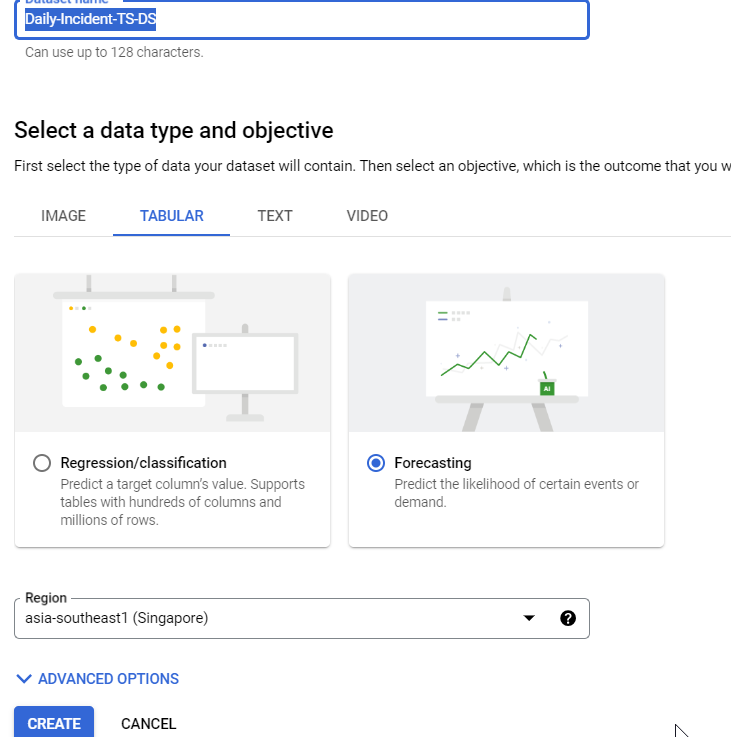 Dataset name
Daily-Incident-TS-DS
Can use up to 128 characters.
Select a data type and objective
First select the type of data your dataset will contain. Then select an objective, which is the outcome that you w
IMAGE
TABULAR
TEXT
VIDEO
AI
Regression/classification
Predict a target column's value. Supports
tables with hundreds of columns and
millions of rows.
Forecasting
Predict the likelihood of certain events or
demand.
Region
asia-southeast1 (Singapore)
?
ADVANCED OPTIONS
CREATE
CANCEL